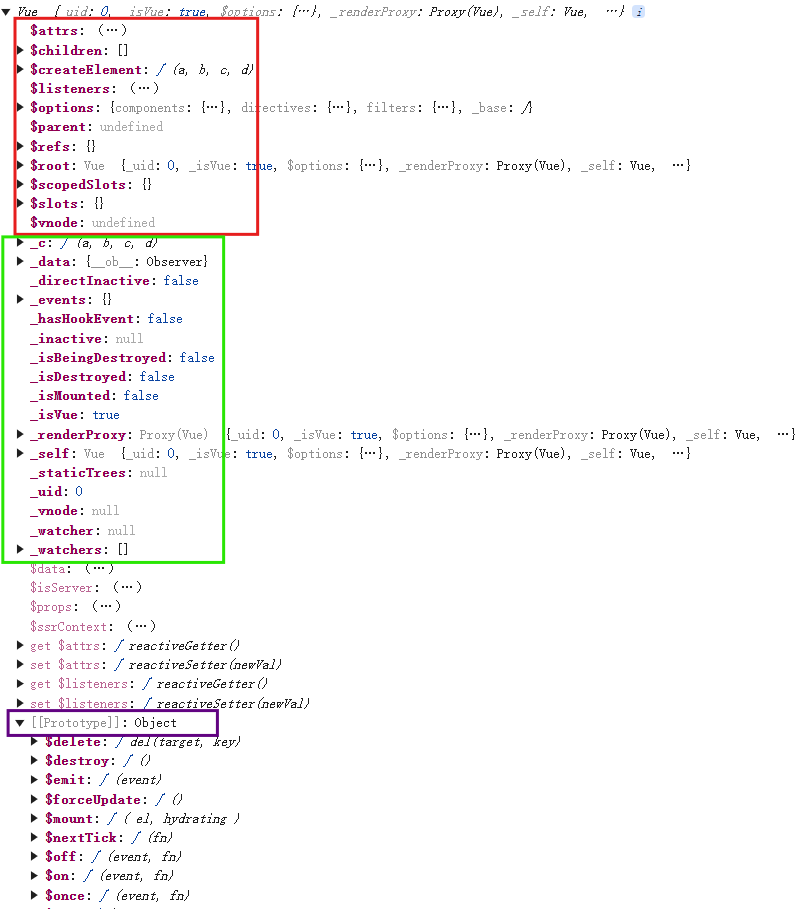 Vue {_uid: 0, _isVue: true, $options: {…}, _renderProxy: Proxy(Vue), _self: Vue, …} i
$attrs: (…)
$children: []
$createElement: ƒ (a, b, c, d)
$listeners: (…)
$options: {components: {…}, directives: {…}, filters: {…}, _base: ƒ}
$parent: undefined
$refs: {}
$root: Vue {_uid: 0, _isVue: true, $options: {…}, _renderProxy: Proxy(Vue), _self: Vue, …}
$scopedSlots: {}
$slots: {}
$vnode: undefined
_c: ƒ (a, b, c, d)
_data: {__ob__: Observer}
_directInactive: false
_events: {}
_hasHookEvent: false
_inactive: null
_isBeingDestroyed: false
_isDestroyed: false
_isMounted: false
_isVue: true
_renderProxy: Proxy(Vue) {_uid: 0, _isVue: true, $options: {…}, _renderProxy: Proxy(Vue), _self: Vue, …}
_self: Vue {_uid: 0, _isVue: true, $options: {…}, _renderProxy: Proxy(Vue), _self: Vue, …}
_staticTrees: null
_uid: 0
_vnode: null
_watcher: null
_watchers: []
$data: (…)
$isServer: (…)
$props: (…)
$ssrContext: (…)
get $attrs: ƒ reactiveGetter()
set $attrs: ƒ reactiveSetter(newVal)
get $listeners: ƒ reactiveGetter()
set $listeners: ƒ reactiveSetter(newVal)
[[Prototype]]: Object
$delete: ƒ del(target, key)
$destroy: ƒ ()
$emit: ƒ (event)
$forceUpdate: ƒ ()
$mount: ƒ ( el, hydrating )
$nextTick: ƒ (fn)
$off: ƒ (event, fn)
$on: ƒ (event, fn)
$once: ƒ (event, fn)